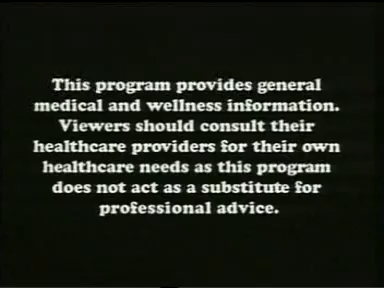 This program provides general
medical and wellness information.
Viewers should consult their
healthcare providers for their own
healthcare needs as this program
does not act as a substitute for
professional advice.